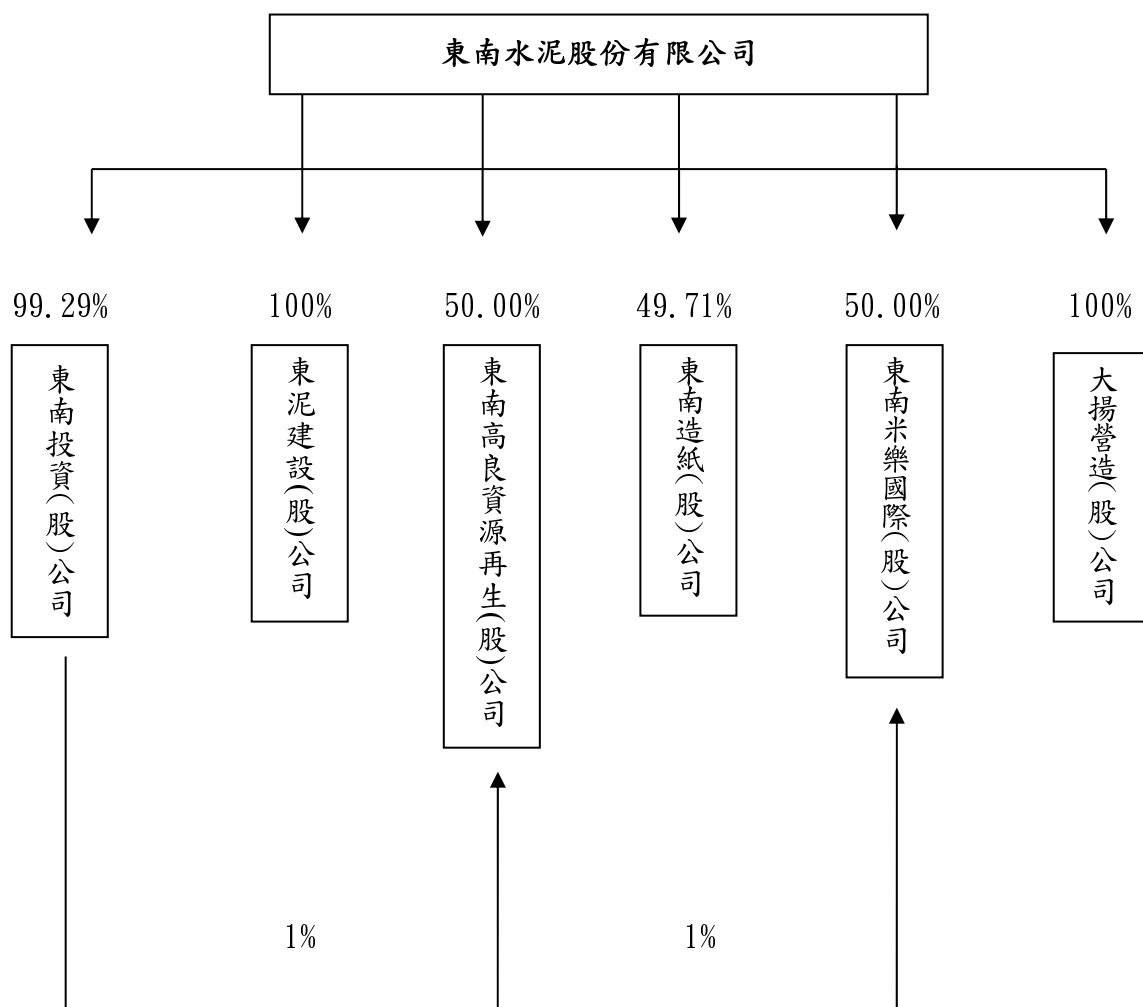 東南水泥股份有限公司
99.29%
100%
50.00%
49.71%
50.00%
100%
東南投資(股)公司
東泥建設(股)公司
東南高良資源再生(股)公司
東南造紙(股)公司
東南米樂國際(股)公司
大揚營造(股)公司
1%
1%